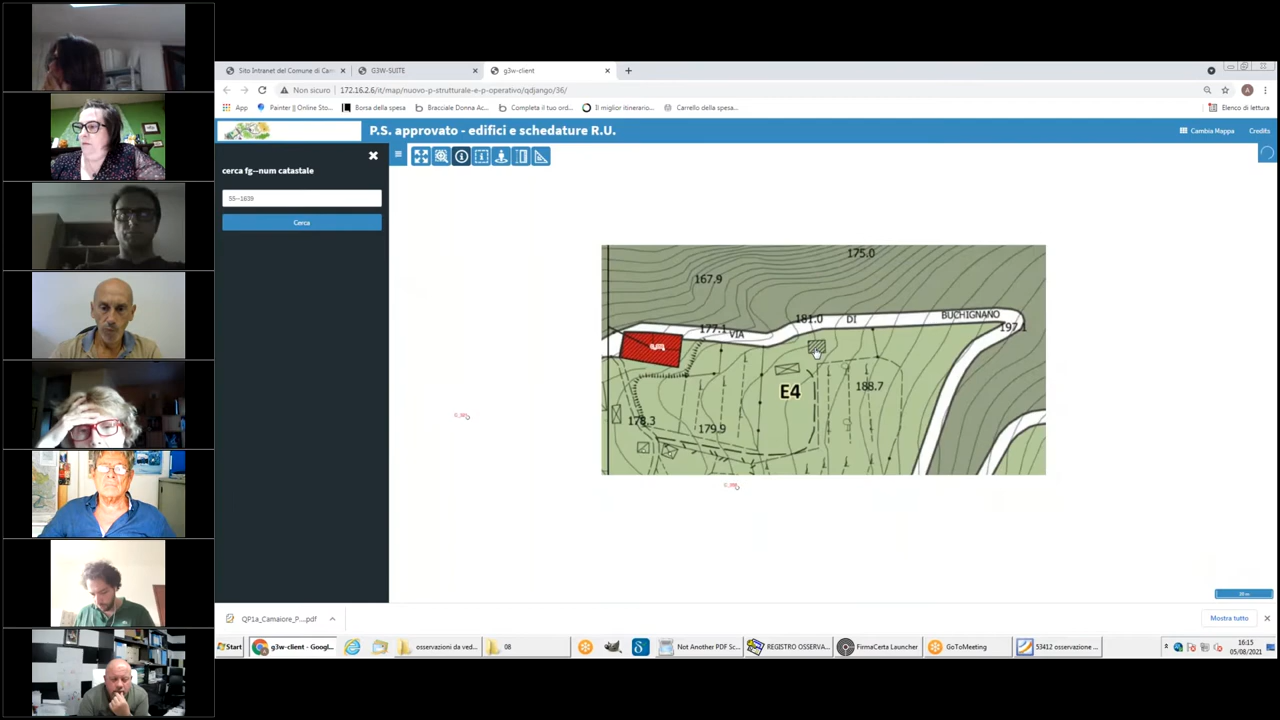 Sito Intranet del Comune di Cam
G3W-SUITE
g3w-client
Non sicuro
172.16.2.6/it/map/nuovo-p-strutturale-e-p-operativo/qdjango/36/
App
Painter || Online Sto...
Borsa della spesa
Bracciale Donna Ac...
Completa il tuo ord...
Il miglior itinerario...
Carrello della spesa...
Elenco di lettura
P.S. approvato - edifici e schedature R.U.
Cambia Mappa
Credits
cerca fg--num catastale
55--1639
Cerca
175.0
167.9
181.0
DI
BUCHIGNANO
177.1
VIA
197.1
E4
188.7
178.3
179.9
QP1a_Camaiore_P....pdf
Mostra tutto
Start
g3w-client - Googl...
osservazioni da ved...
08
Not Another PDF Sc...
REGISTRO OSSERVA...
FirmaCerta Launcher
GoToMeeting
53412 osservazione ...
16:15
05/08/2021